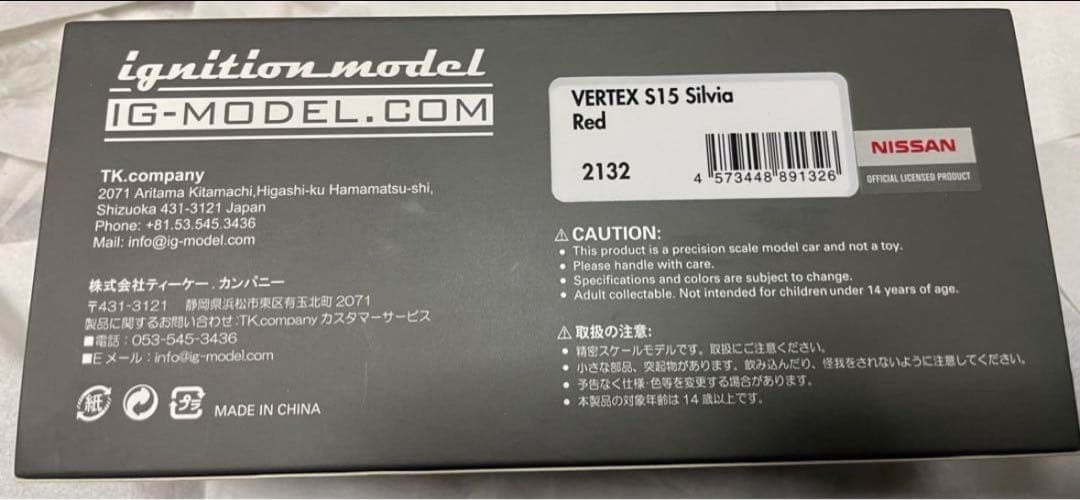 ignition model
IG-MODEL.COM
TK.company
2071 Aritama Kitamachi,Higashi-ku Hamamatsu-shi,
Shizuoka 431-3121 Japan
Phone: +81.53.545.3436
Mail: info@ig-model.com
株式会社ティーケー.カンパニー
〒431-3121 静岡県浜松市東区有玉北町 2071
製品に関するお問い合わせ:TK.company カスタマーサービス
■電話:053-545-3436
■Eメール:info@ig-model.com
紙
プラ
MADE IN CHINA
VERTEX S15 Silvia
Red
2132
4 573448 891326
NISSAN
OFFICIAL LICENSED PRODUCT
⚠ CAUTION:
• This product is a precision scale model car and not a toy.
• Please handle with care.
• Specifications and colors are subject to change.
• Adult collectable. Not intended for children under 14 years of age.
⚠ 取扱の注意:
• 精密スケールモデルです。取扱にご注意ください。
• 小さな部品、突起物があります。飲み込んだり、怪我をされないように注意してください。
• 予告なく仕様·色等を変更する場合があります。
• 本製品の対象年齢は 14 歳以上です。